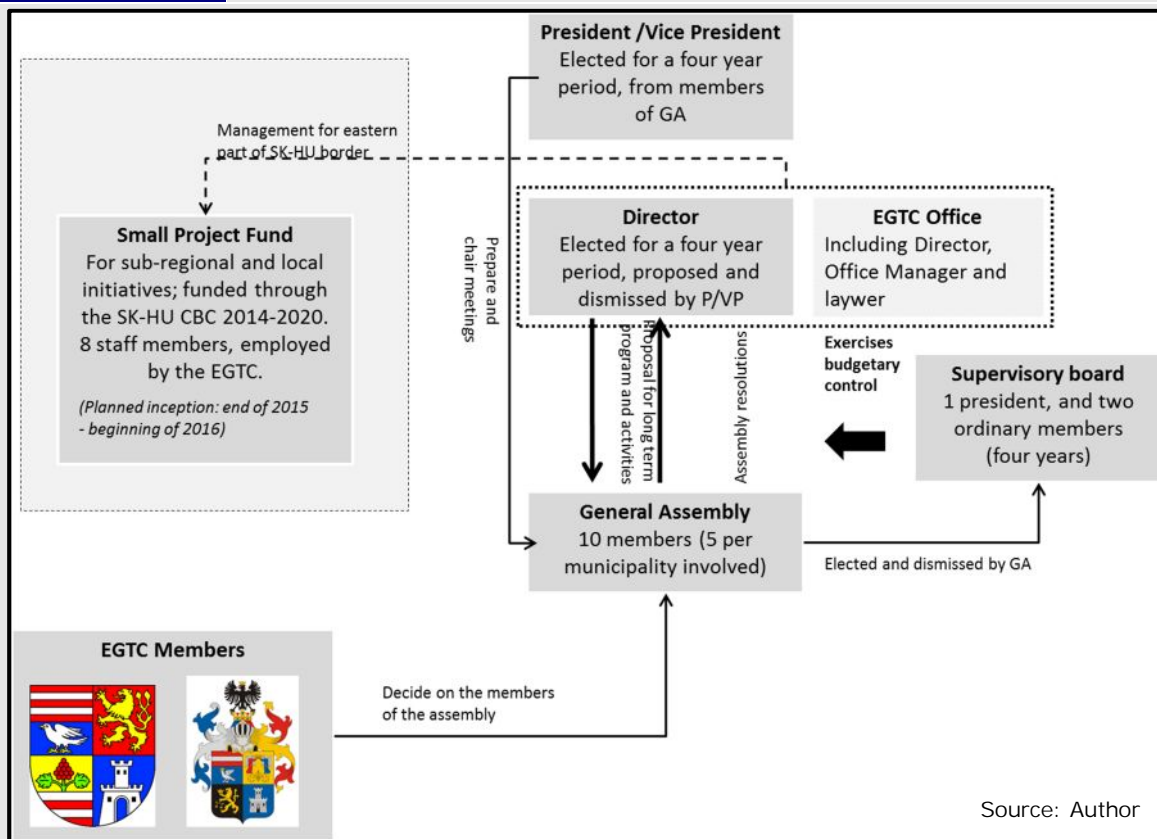 President /Vice President
Elected for a four year
period, from members
of GA
Management for eastern
part of SK-HU border
Small Project Fund
For sub-regional and local
initiatives; funded through
the SK-HU CBC 2014-2020.
8 staff members, employed
by the EGTC.
(Planned inception: end of 2015
- beginning of 2016)
Prepare and
chair meetings
Director
Elected for a four year
period, proposed and
dismissed by P/VP
EGTC Office
Including Director,
Office Manager and
laywer
Proposal for long term
program and activities
Assembly resolutions
Exercises
budgetary
control
Supervisory board
1 president, and two
ordinary members
(four years)
General Assembly
10 members (5 per
municipality involved)
Elected and dismissed by GA
EGTC Members
Decide on the members
of the assembly
Source: Author